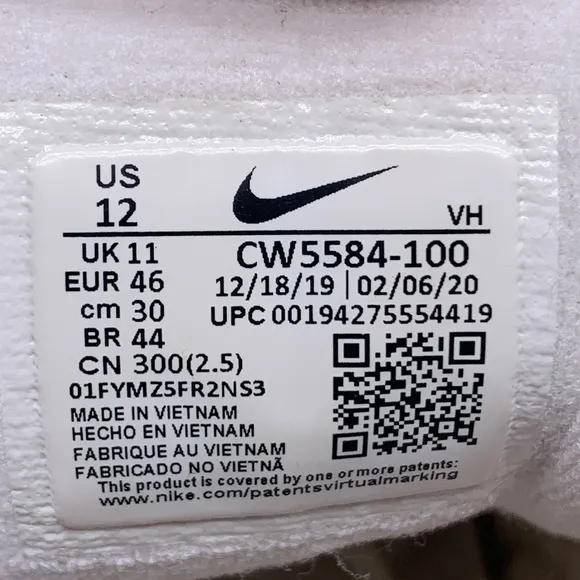 US
12
VH
UK 11
EUR 46
cm 30
BR 44
CN 300(2.5)
CW5584-100
12/18/19 | 02/06/20
UPC 00194275554419
01FYMZ5FR2NS3
MADE IN VIETNAM
HECHO EN VIETNAM
FABRIQUE AU VIETNAM
FABRICADO NO VIETNÃ
This product is covered by one or more patents:
www.nike.com/patentsvirtualmarking